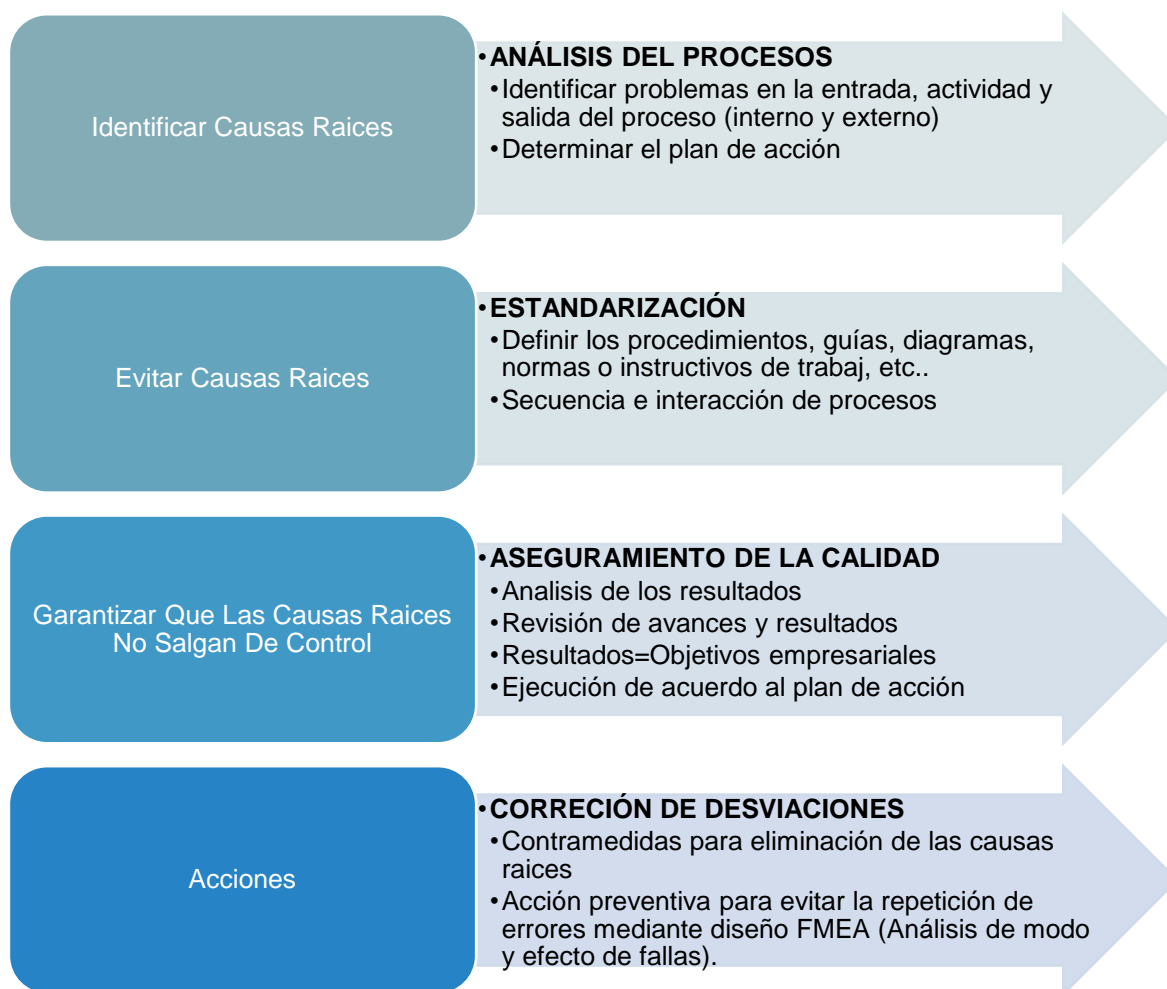 Identificar Causas Raices
•ANÁLISIS DEL PROCESOS
•Identificar problemas en la entrada, actividad y
salida del proceso (interno y externo)
•Determinar el plan de acción
Evitar Causas Raices
•ESTANDARIZACIÓN
•Definir los procedimientos, guías, diagramas,
normas o instructivos de trabaj, etc..
•Secuencia e interacción de procesos
Garantizar Que Las Causas Raices
No Salgan De Control
•ASEGURAMIENTO DE LA CALIDAD
•Analisis de los resultados
•Revisión de avances y resultados
•Resultados=Objetivos empresariales
•Ejecución de acuerdo al plan de acción
Acciones
•CORRECIÓN DE DESVIACIONES
•Contramedidas para eliminación de las causas
raices
•Acción preventiva para evitar la repetición de
errores mediante diseño FMEA (Análisis de modo
y efecto de fallas).